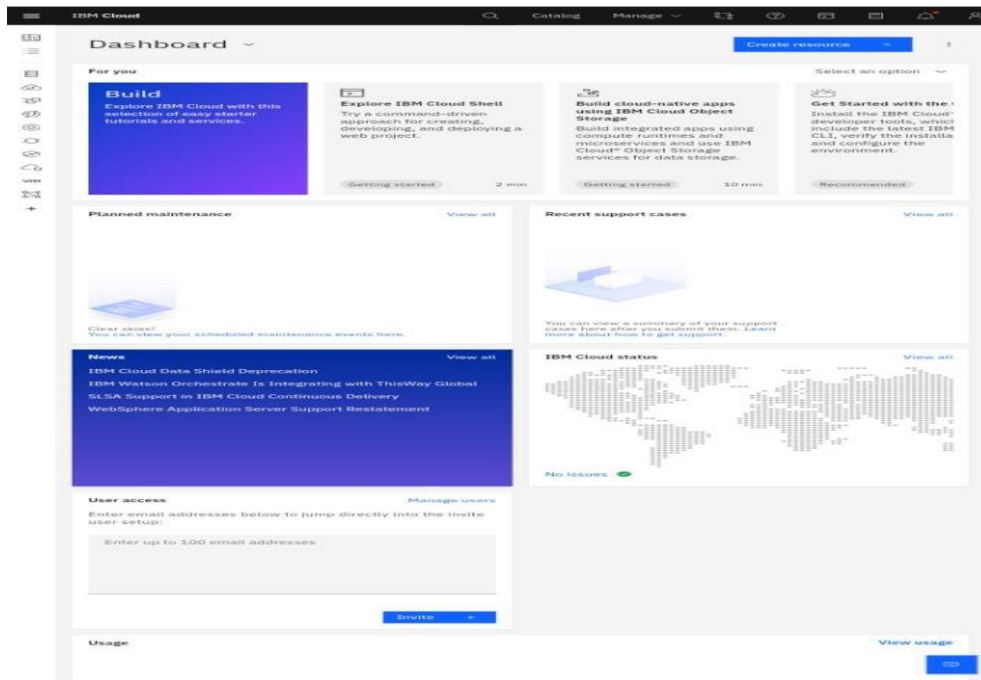 IBM Cloud
Catalog
Manage
Dashboard
Create resource +
For you
Select an option
Build
Explore IBM Cloud with this
selection of easy starter
tutorials and services.
Explore IBM Cloud Shell
Try a command-driven
approach for creating,
developing, and deploying a
web project.
Getting started
2 min
Build cloud-native apps
using IBM Cloud Object
Storage
Build integrated apps using
compute runtimes and
microservices and use IBM
Cloud® Object Storage
services for data storage.
Getting started
10 min
Get Started with the
Install the IBM Cloud®
developer tools, which
include the latest IBM
CLI, verify the installa
and configure the
environment.
Recommended
Planned maintenance
View all
Clear skies!
You can view your scheduled maintenance events here.
Recent support cases
View all
You can view a summary of your support
cases here after you submit them. Learn
more about how to get support.
News
View all
IBM Cloud Data Shield Deprecation
IBM Watson Orchestrate Is Integrating with ThisWay Global
SLSA Support in IBM Cloud Continuous Delivery
WebSphere Application Server Support Restatement
IBM Cloud status
View all
No issues
User access
Manage users
Enter email addresses below to jump directly into the invite
user setup:
Enter up to 100 email addresses
Invite +
Usage
View usage